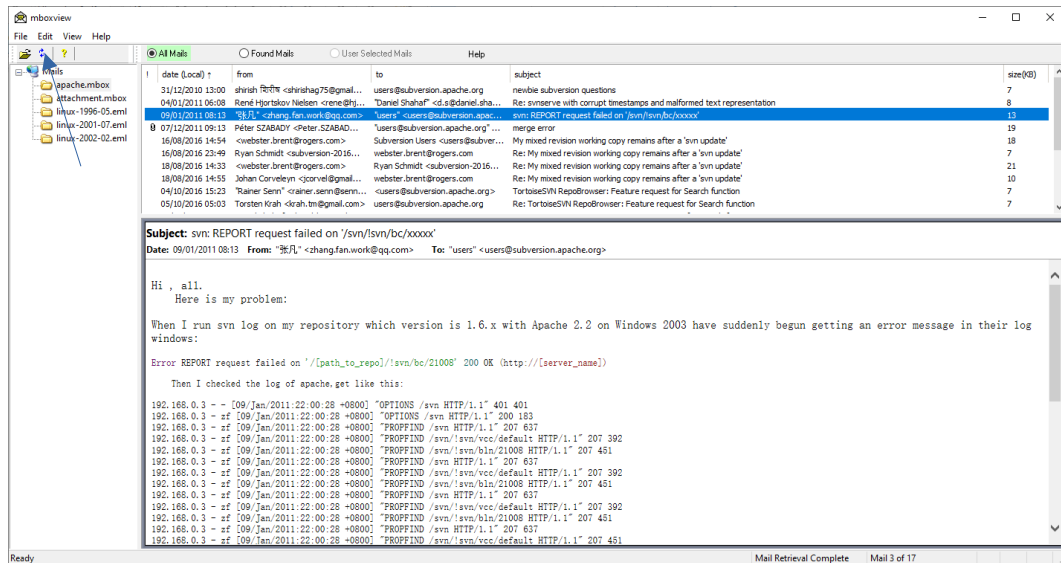 mboxview
File Edit View Help
All Mails Found Mails User Selected Mails Help
Mails
apache.mbox
attachment.mbox
linux-1996-05.eml
linux-2001-07.eml
linux-2002-02.eml
! date (Local) ↑ from to subject size(KB)
31/12/2010 13:00 shirish शिरीष <shirishag75@gmail... users@subversion.apache.org newbie subversion questions 7
04/01/2011 06:08 René Hjortskov Nielsen <rene@hj... "Daniel Shahaf" <d.s@daniel.sha... Re: svnserve with corrupt timestamps and malformed text representation 8
09/01/2011 08:13 "张凡" <zhang.fan.work@qq.com> "users" <users@subversion.apac... svn: REPORT request failed on '/svn/!svn/bc/xxxxx' 13
07/12/2011 09:13 Péter SZABADY <Peter.SZABAD... "users@subversion.apache.org" ... merge error 19
16/08/2016 14:54 <webster.brent@rogers.com> Subversion Users <users@subver... My mixed revision working copy remains after a 'svn update' 18
16/08/2016 23:49 Ryan Schmidt <subversion-2016... webster.brent@rogers.com Re: My mixed revision working copy remains after a 'svn update' 7
18/08/2016 14:33 <webster.brent@rogers.com> Ryan Schmidt <subversion-2016... Re: My mixed revision working copy remains after a 'svn update' 21
18/08/2016 14:55 Johan Corveleyn <jcorvel@gmail... webster.brent@rogers.com Re: My mixed revision working copy remains after a 'svn update' 10
04/10/2016 15:23 "Rainer Senn" <rainer.senn@senn... <users@subversion.apache.org> TortoiseSVN RepoBrowser: Feature request for Search function 7
05/10/2016 05:03 Torsten Krah <krah.tm@gmail.com> users@subversion.apache.org Re: TortoiseSVN RepoBrowser: Feature request for Search function 7
Subject: svn: REPORT request failed on '/svn/!svn/bc/xxxxx'
Date: 09/01/2011 08:13 From: "张凡" <zhang.fan.work@qq.com> To: "users" <users@subversion.apache.org>
Hi , all.
Here is my problem:
When I run svn log on my repository which version is 1.6.x with Apache 2.2 on Windows 2003 have suddenly begun getting an error message in their log
windows:
Error REPORT request failed on '/[path_to_repo]/!svn/bc/21008' 200 OK (http://[server_name])
Then I checked the log of apache,get like this:
192.168.0.3 - - [09/Jan/2011:22:00:28 +0800] "OPTIONS /svn HTTP/1.1" 401 401
192.168.0.3 - zf [09/Jan/2011:22:00:28 +0800] "OPTIONS /svn HTTP/1.1" 200 183
192.168.0.3 - zf [09/Jan/2011:22:00:28 +0800] "PROPFIND /svn HTTP/1.1" 207 637
192.168.0.3 - zf [09/Jan/2011:22:00:28 +0800] "PROPFIND /svn/!svn/vcc/default HTTP/1.1" 207 392
192.168.0.3 - zf [09/Jan/2011:22:00:28 +0800] "PROPFIND /svn/!svn/bln/21008 HTTP/1.1" 207 451
192.168.0.3 - zf [09/Jan/2011:22:00:28 +0800] "PROPFIND /svn HTTP/1.1" 207 637
192.168.0.3 - zf [09/Jan/2011:22:00:28 +0800] "PROPFIND /svn/!svn/vcc/default HTTP/1.1" 207 392
192.168.0.3 - zf [09/Jan/2011:22:00:28 +0800] "PROPFIND /svn/!svn/bln/21008 HTTP/1.1" 207 451
192.168.0.3 - zf [09/Jan/2011:22:00:28 +0800] "PROPFIND /svn HTTP/1.1" 207 637
192.168.0.3 - zf [09/Jan/2011:22:00:28 +0800] "PROPFIND /svn/!svn/vcc/default HTTP/1.1" 207 392
192.168.0.3 - zf [09/Jan/2011:22:00:28 +0800] "PROPFIND /svn/!svn/bln/21008 HTTP/1.1" 207 451
192.168.0.3 - zf [09/Jan/2011:22:00:28 +0800] "PROPFIND /svn HTTP/1.1" 207 637
192.168.0.3 - zf [09/Jan/2011:22:00:28 +0800] "PROPFIND /svn/!svn/vcc/default HTTP/1.1" 207 451
Ready Mail Retrieval Complete Mail 3 of 17